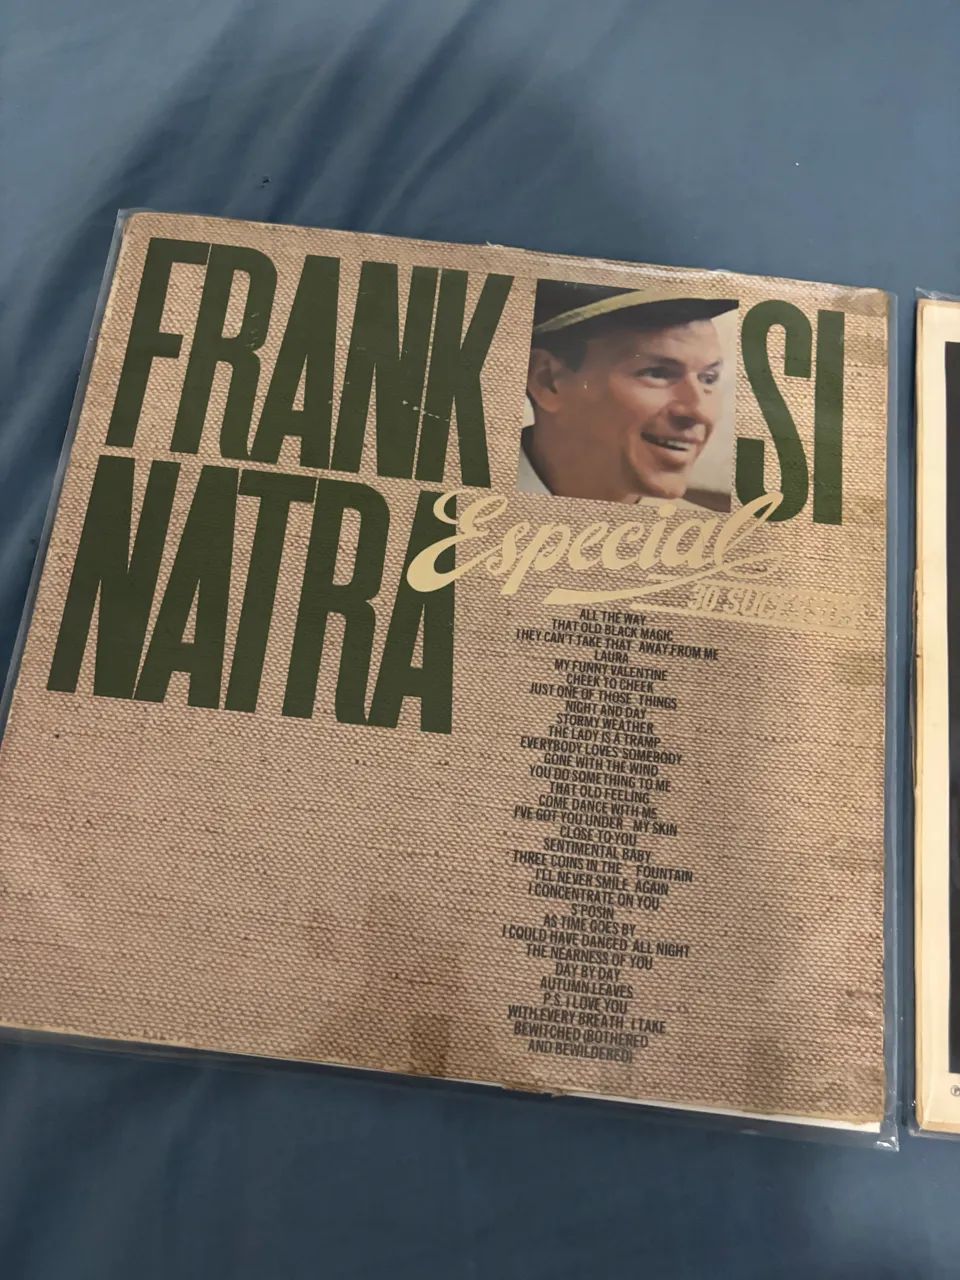 FRANK SI
NATRA
Especial
30 SUCESSOS
ALL THE WAY
THAT OLD BLACK MAGIC
THEY CAN'T TAKE THAT AWAY FROM ME
LAURA
MY FUNNY VALENTINE
CHEEK TO CHEEK
JUST ONE OF THOSE THINGS
NIGHT AND DAY
STORMY WEATHER
THE LADY IS A TRAMP
EVERYBODY LOVES SOMEBODY
GONE WITH THE WIND
YOU DO SOMETHING TO ME
THAT OLD FEELING
COME DANCE WITH ME
I'VE GOT YOU UNDER MY SKIN
CLOSE TO YOU
SENTIMENTAL BABY
THREE COINS IN THE FOUNTAIN
I'LL NEVER SMILE AGAIN
I CONCENTRATE ON YOU
S'POSIN
AS TIME GOES BY
I COULD HAVE DANCED ALL NIGHT
THE NEARNESS OF YOU
DAY BY DAY
AUTUMN LEAVES
P.S. I LOVE YOU
WITH EVERY BREATH I TAKE
BEWITCHED (BOTHERED
AND BEWILDERED)
℗